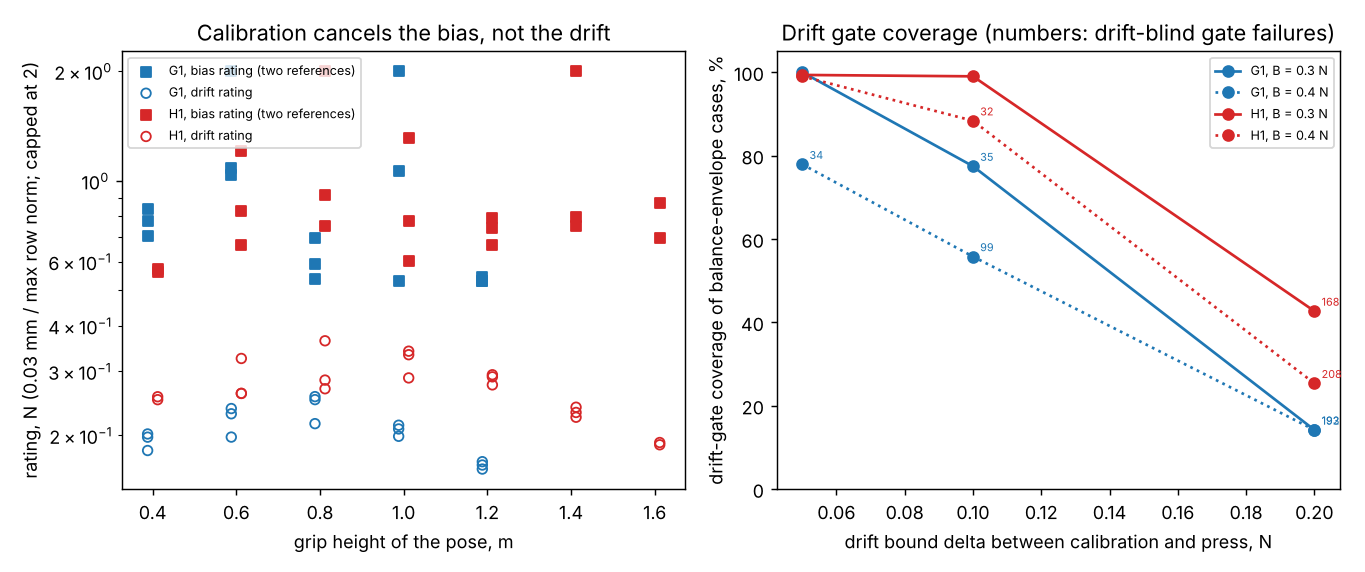 Calibration cancels the bias, not the drift
rating, N (0.03 mm / max row norm; capped at 2)
2 × 10⁰
10⁰
6 × 10⁻¹
4 × 10⁻¹
3 × 10⁻¹
2 × 10⁻¹
G1, bias rating (two references)
G1, drift rating
H1, bias rating (two references)
H1, drift rating
0.4 0.6 0.8 1.0 1.2 1.4 1.6
grip height of the pose, m
Drift gate coverage (numbers: drift-blind gate failures)
drift-gate coverage of balance-envelope cases, %
100
80
60
40
20
0
G1, B = 0.3 N
G1, B = 0.4 N
H1, B = 0.3 N
H1, B = 0.4 N
34
32
35
99
168
208
0.06 0.08 0.10 0.12 0.14 0.16 0.18 0.20
drift bound delta between calibration and press, N